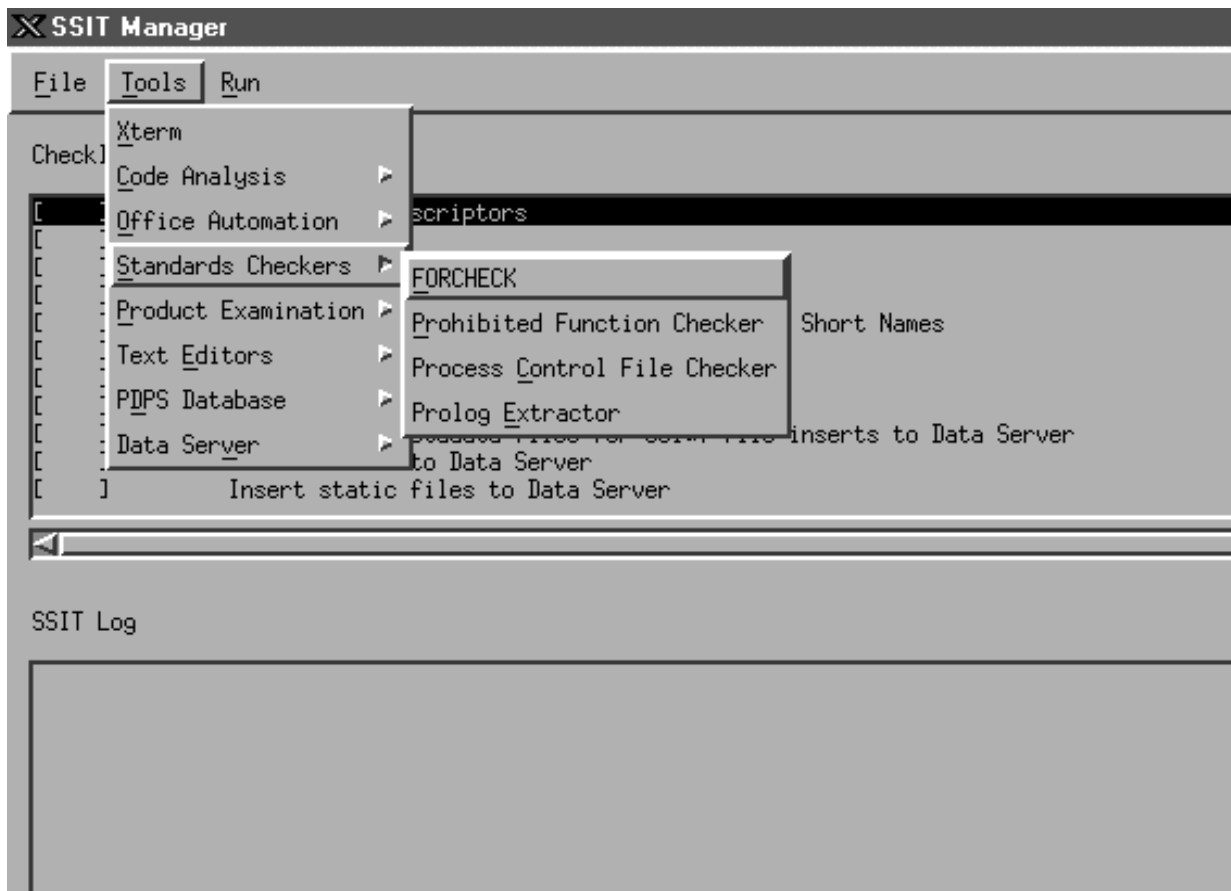 SSIT Manager
File Tools Run
Xterm
Code Analysis
Office Automation
Standards Checkers
Product Examination
Text Editors
PDPS Database
Data Server
FORCHECK
Prohibited Function Checker
Process Control File Checker
Prolog Extractor
Short Names
inserts to Data Server
to Data Server
[ ] Insert static files to Data Server
SSIT Log